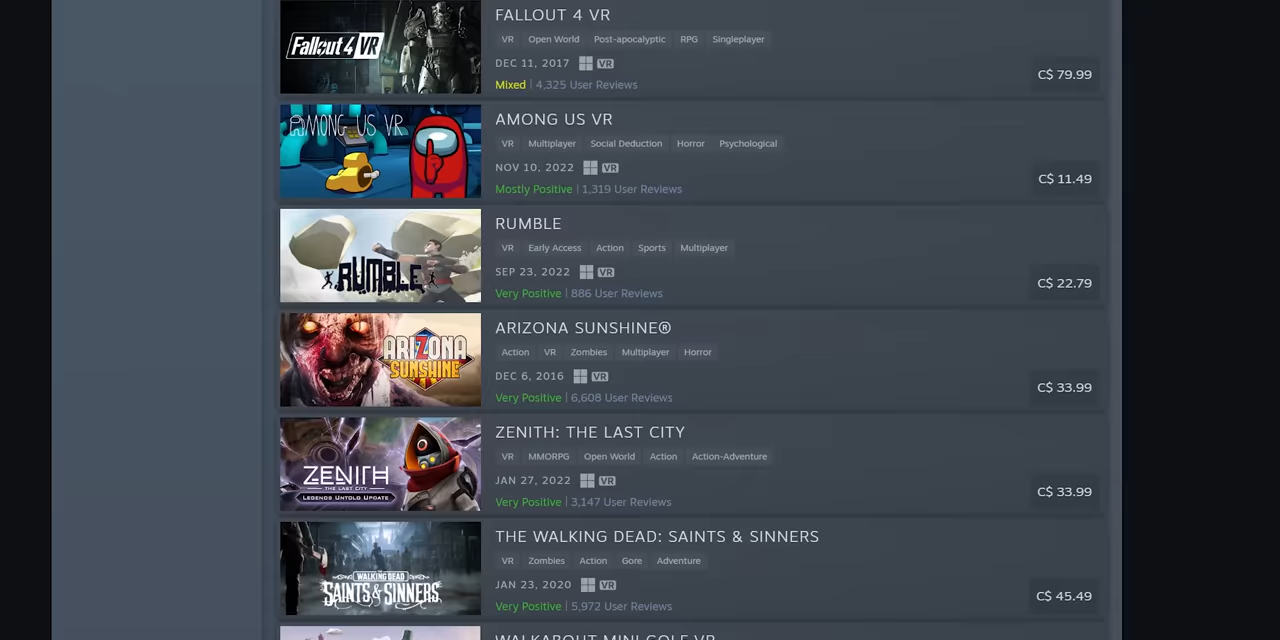 Fallout 4 VR
FALLOUT 4 VR
VR Open World Post-apocalyptic RPG Singleplayer
DEC 11, 2017 VR
Mixed | 4,325 User Reviews
C$ 79.99
AMONG US VR
AMONG US VR
VR Multiplayer Social Deduction Horror Psychological
NOV 10, 2022 VR
Mostly Positive | 1,319 User Reviews
C$ 11.49
RUMBLE
RUMBLE
VR Early Access Action Sports Multiplayer
SEP 23, 2022 VR
Very Positive | 886 User Reviews
C$ 22.79
ARIZONA
SUNSHINE
ARIZONA SUNSHINE®
Action VR Zombies Multiplayer Horror
DEC 6, 2016 VR
Very Positive | 6,608 User Reviews
C$ 33.99
ZENITH
THE LAST CITY
LEGENDS UNTOLD UPDATE
ZENITH: THE LAST CITY
VR MMORPG Open World Action Action-Adventure
JAN 27, 2022 VR
Very Positive | 3,147 User Reviews
C$ 33.99
THE WALKING DEAD
SAINTS & SINNERS
THE WALKING DEAD: SAINTS & SINNERS
VR Zombies Action Gore Adventure
JAN 23, 2020 VR
Very Positive | 5,972 User Reviews
C$ 45.49
WALKABOUT MINI GOLF VR